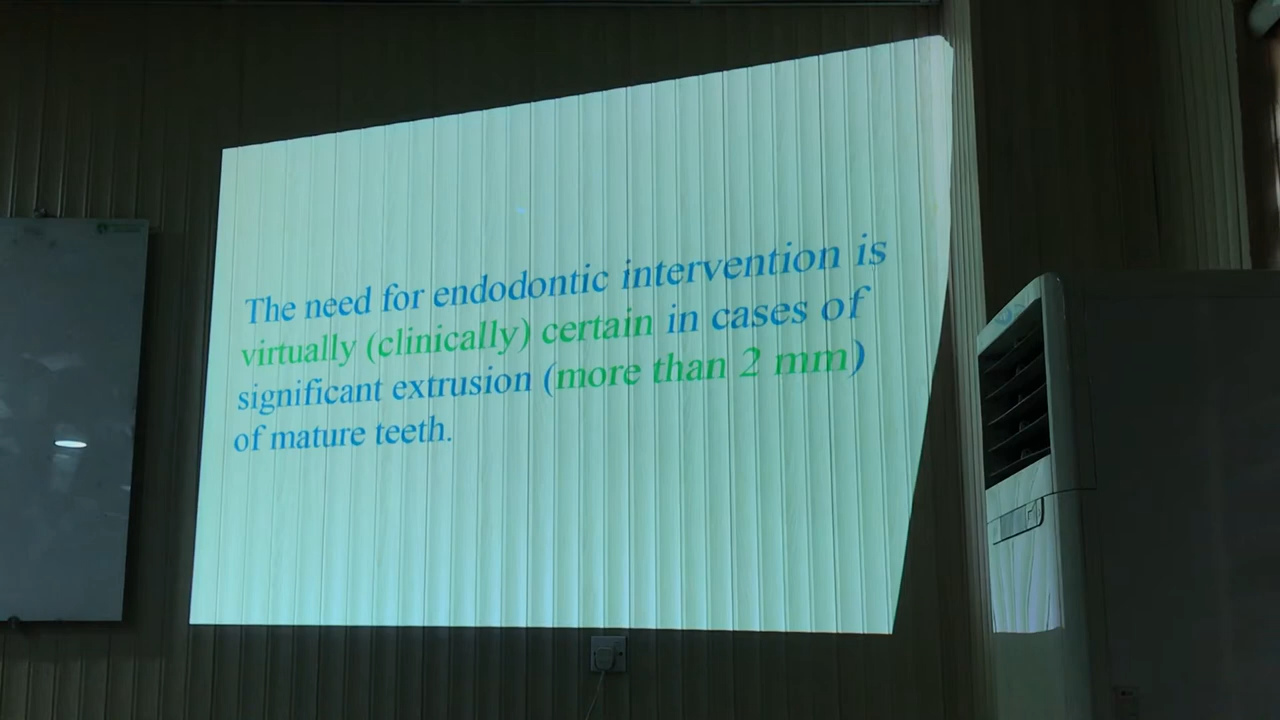 The need for endodontic intervention is
virtually (clinically) certain in cases of
significant extrusion (more than 2 mm)
of mature teeth.